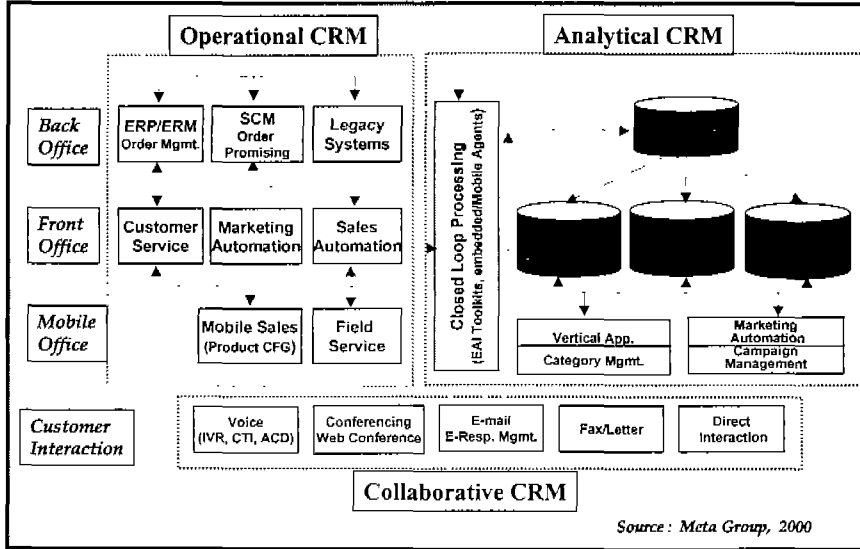 Operational CRM
Analytical CRM
Back
Office
ERP/ERM
Order Mgmt.
SCM
Order
Promising
Legacy
Systems
Closed Loop Processing
(EAI Toolkits, embedded/Mobile Agents)
Front
Office
Customer
Service
Marketing
Automation
Sales
Automation
Mobile
Office
Mobile Sales
(Product CFG)
Field
Service
Vertical App.
Category Mgmt.
Marketing
Automation
Campaign
Management
Customer
Interaction
Voice
(IVR, CTI, ACD)
Conferencing
Web Conference
E-mail
E-Resp. Mgmt.
Fax/Letter
Direct
Interaction
Collaborative CRM
Source : Meta Group, 2000